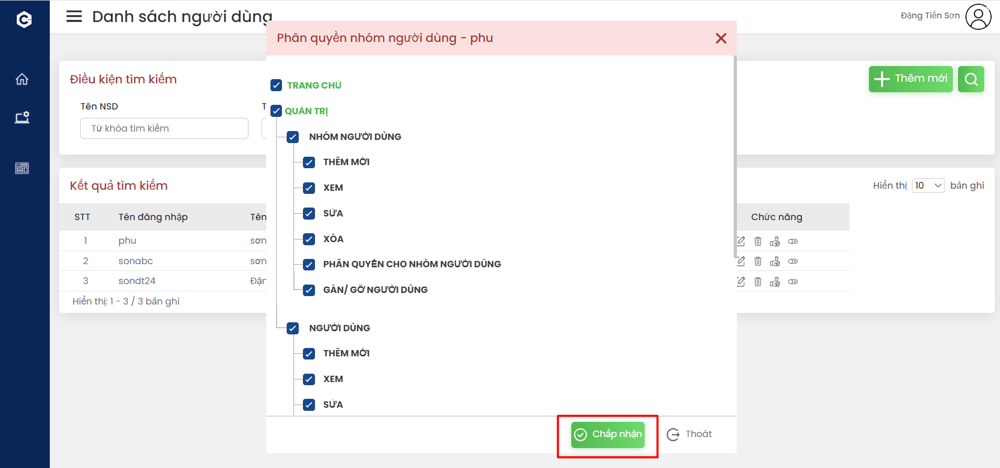 Danh sách người dùng
Đặng Tiến Sơn
Phân quyền nhóm người dùng - phu
Điều kiện tìm kiếm
Thêm mới
Tên NSD
T
Từ khóa tìm kiếm
TRANG CHỦ
QUẢN TRỊ
NHÓM NGƯỜI DÙNG
THÊM MỚI
XEM
SỬA
XÓA
PHÂN QUYỀN CHO NHÓM NGƯỜI DÙNG
GÁN/ GỠ NGƯỜI DÙNG
NGƯỜI DÙNG
THÊM MỚI
XEM
SỬA
Chấp nhận
Thoát
Kết quả tìm kiếm
Hiển thị 10 bản ghi
STT Tên đăng nhập Tên Chức năng
1 phu sơn
2 sonabc sơn
3 sondt24 Đặn
Hiển thị: 1 - 3 / 3 bản ghi